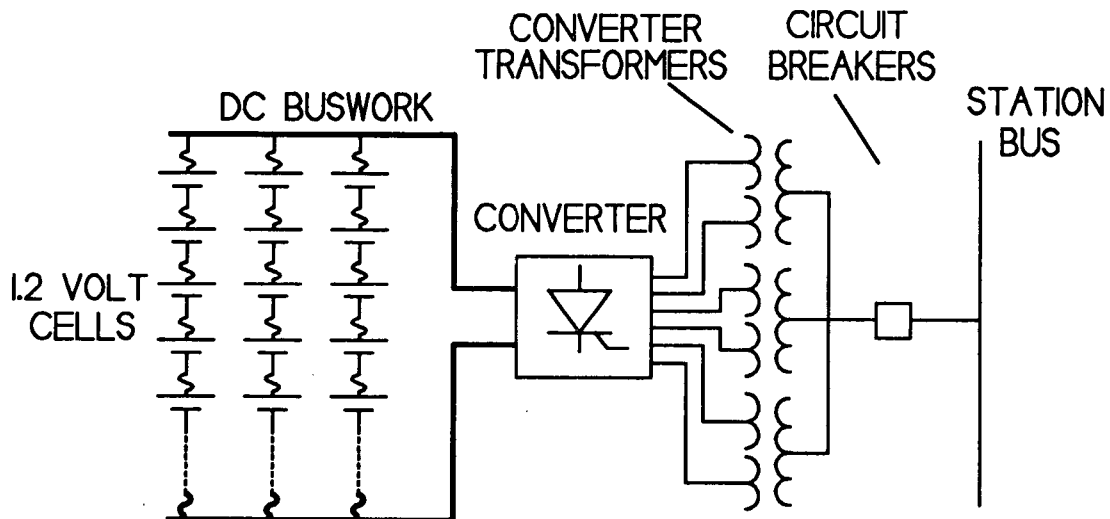 CONVERTER
TRANSFORMERS
CIRCUIT
BREAKERS
DC BUSWORK
STATION
BUS
CONVERTER
1.2 VOLT
CELLS